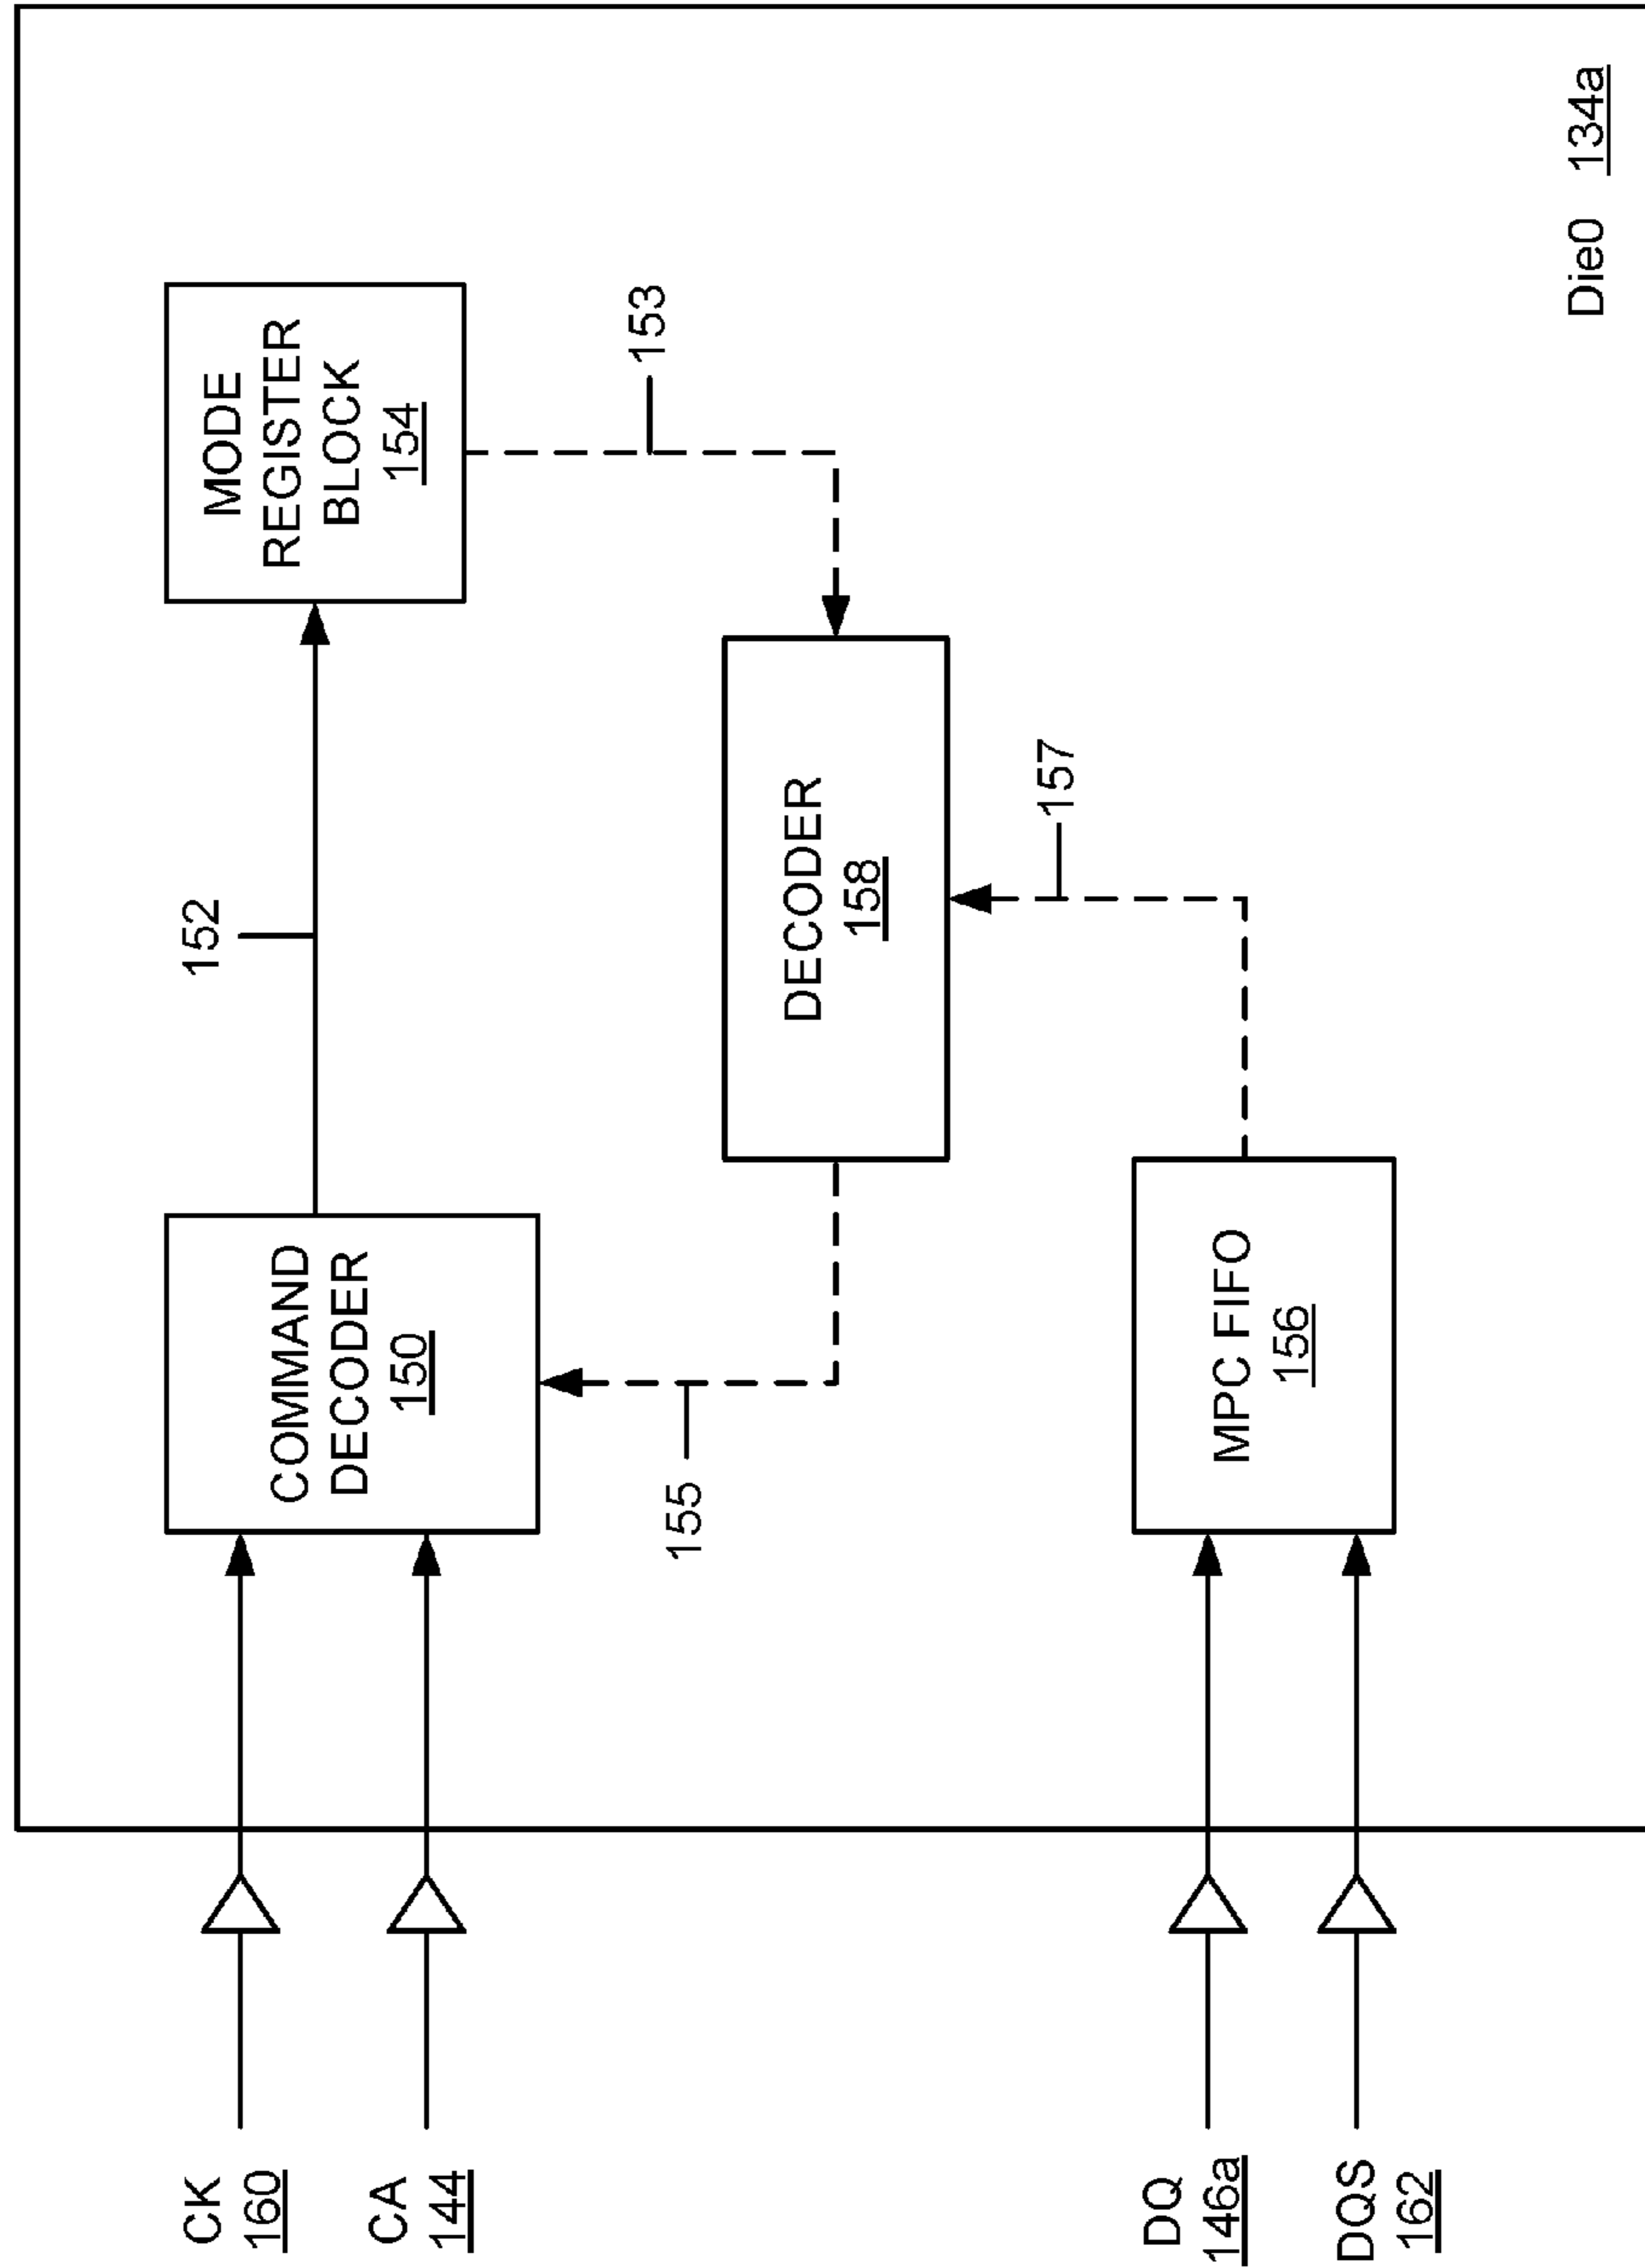 CK
160
CA
144
DQ
146a
DQS
162
COMMAND
DECODER
150
152
MODE
REGISTER
BLOCK
154
153
DECODER
158
155
157
MPC FIFO
156
Die0 134a